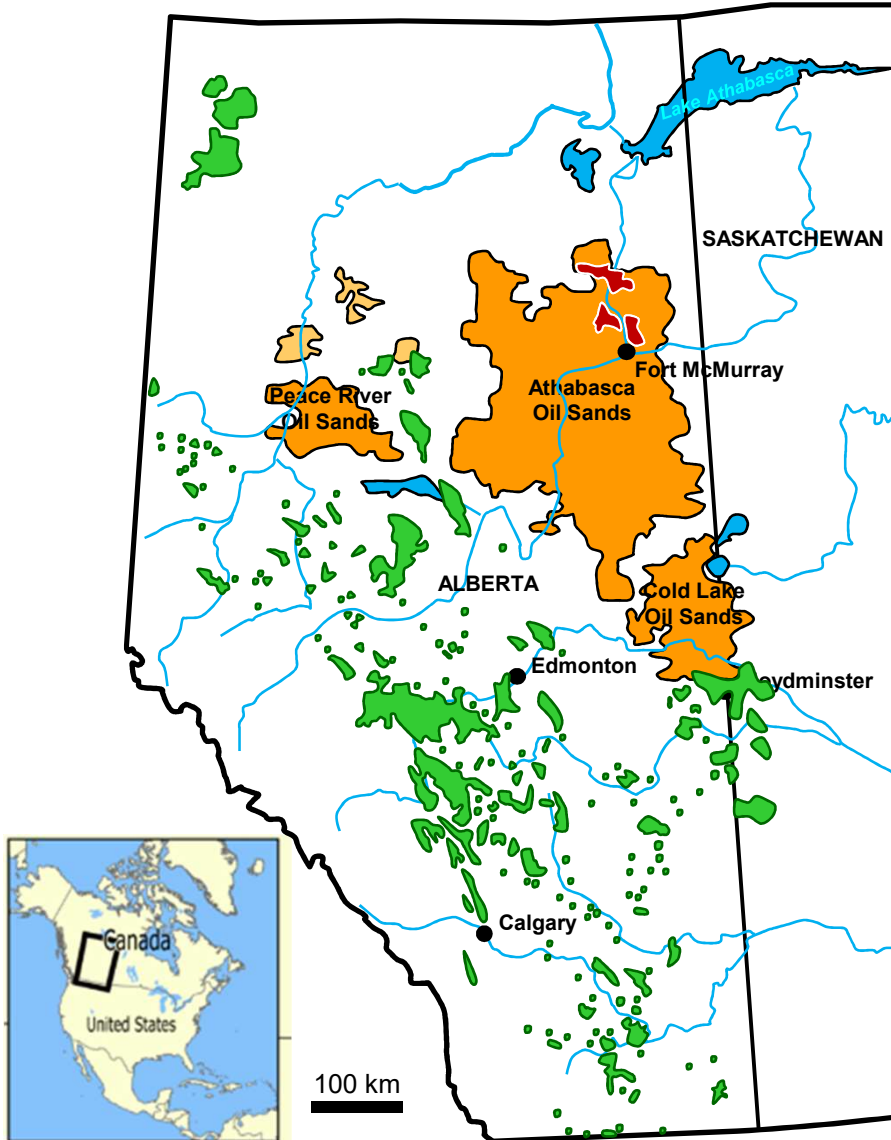 Lake Athabasca
SASKATCHEWAN
Fort McMurray
Athabasca
Oil Sands
Peace River
Oil Sands
ALBERTA
Cold Lake
Oil Sands
Edmonton
oydminster
Calgary
Canada
United States
100 km